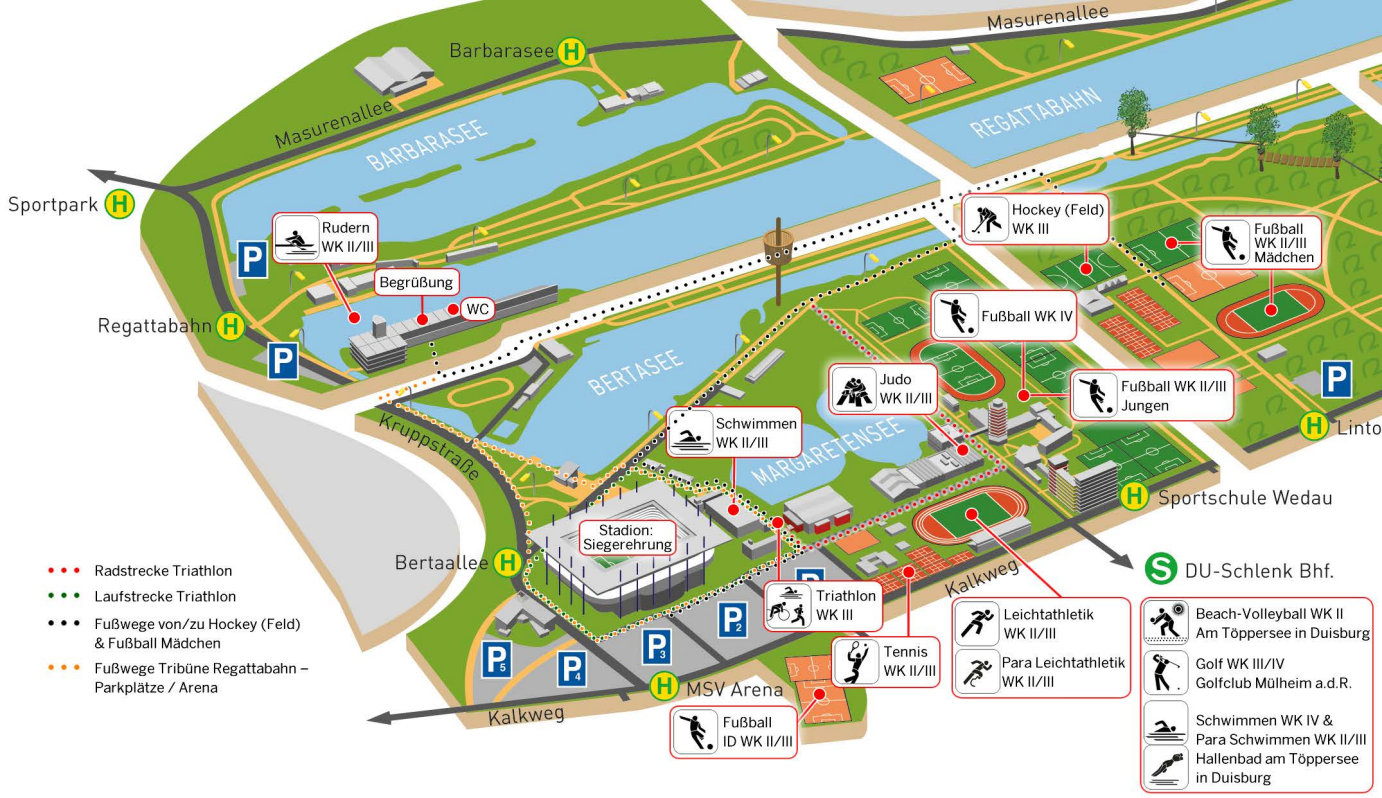 Masurenallee
Barbarasee H
Masurenallee
BARBARASEE
REGATTABAHN
Sportpark H
Rudern
WK II/III
Hockey (Feld)
WK III
Fußball
WK II/III
Mädchen
P
Begrüßung
WC
Regattabahn H
Fußball WK IV
P
BERTASEE
Judo
WK II/III
Fußball WK II/III
Jungen
P
Kruppstraße
Schwimmen
WK II/III
MARGARETENSEE
H Linto
H Sportschule Wedau
Stadion:
Siegerehrung
Bertaallee H
Kalkweg
S DU-Schlenk Bhf.
Radstrecke Triathlon
Laufstrecke Triathlon
Fußwege von/zu Hockey (Feld)
& Fußball Mädchen
Fußwege Tribüne Regattabahn –
Parkplätze / Arena
Triathlon
WK III
P2
P3
P4
P5
Tennis
WK II/III
Leichtathletik
WK II/III
Para Leichtathletik
WK II/III
H MSV Arena
Kalkweg
Fußball
ID WK II/III
Beach-Volleyball WK II
Am Töppersee in Duisburg
Golf WK III/IV
Golfclub Mülheim a.d.R.
Schwimmen WK IV &
Para Schwimmen WK II/III
Hallenbad am Töppersee
in Duisburg